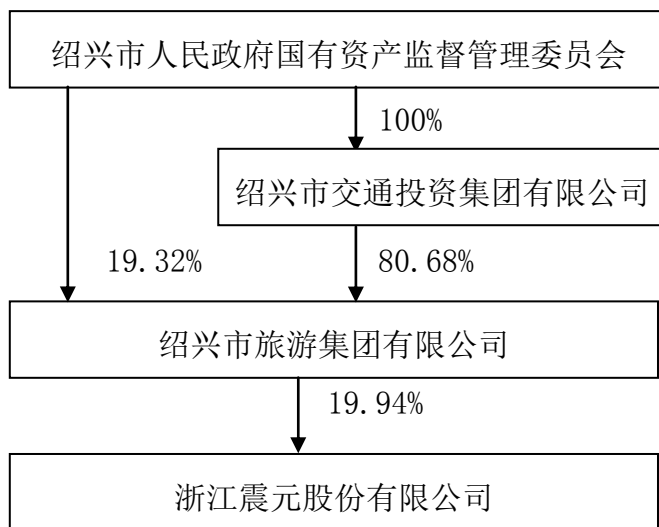 绍兴市人民政府国有资产监督管理委员会
100%
绍兴市交通投资集团有限公司
19.32%
80.68%
绍兴市旅游集团有限公司
19.94%
浙江震元股份有限公司